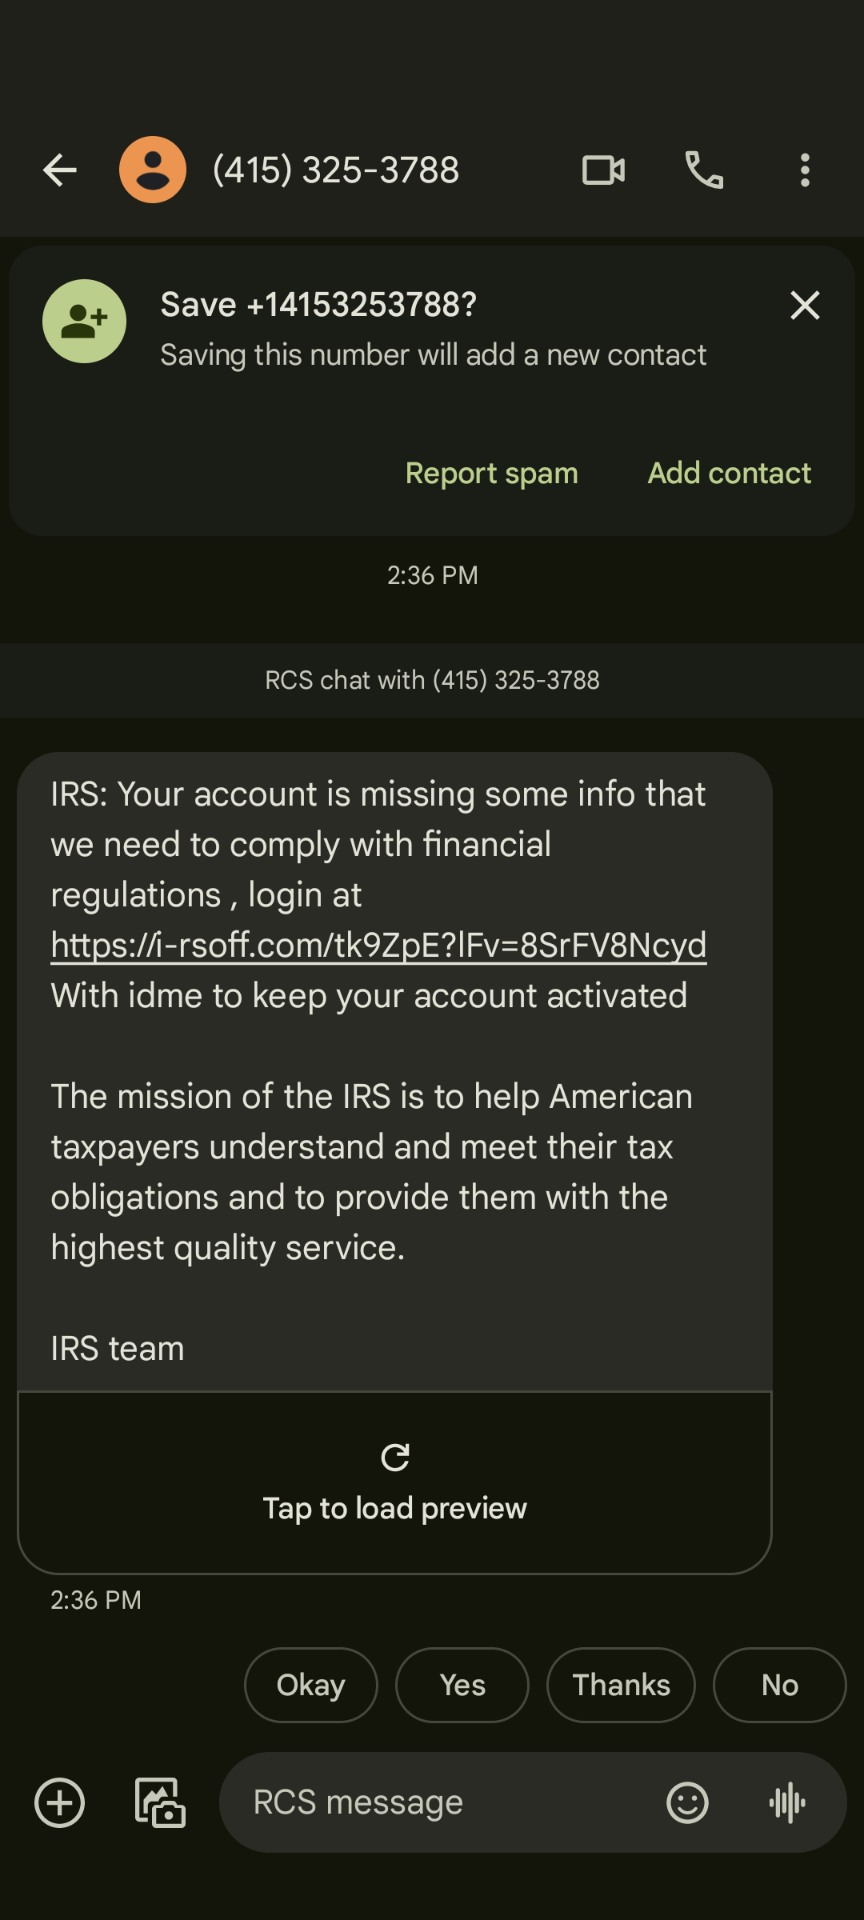 (415) 325-3788
Save +14153253788?
Saving this number will add a new contact
Report spam Add contact
2:36 PM
RCS chat with (415) 325-3788
IRS: Your account is missing some info that
we need to comply with financial
regulations , login at
https://i-rsoff.com/tk9ZpE?lFv=8SrFV8Ncyd
With idme to keep your account activated
The mission of the IRS is to help American
taxpayers understand and meet their tax
obligations and to provide them with the
highest quality service.
IRS team
Tap to load preview
2:36 PM
Okay Yes Thanks No
RCS message